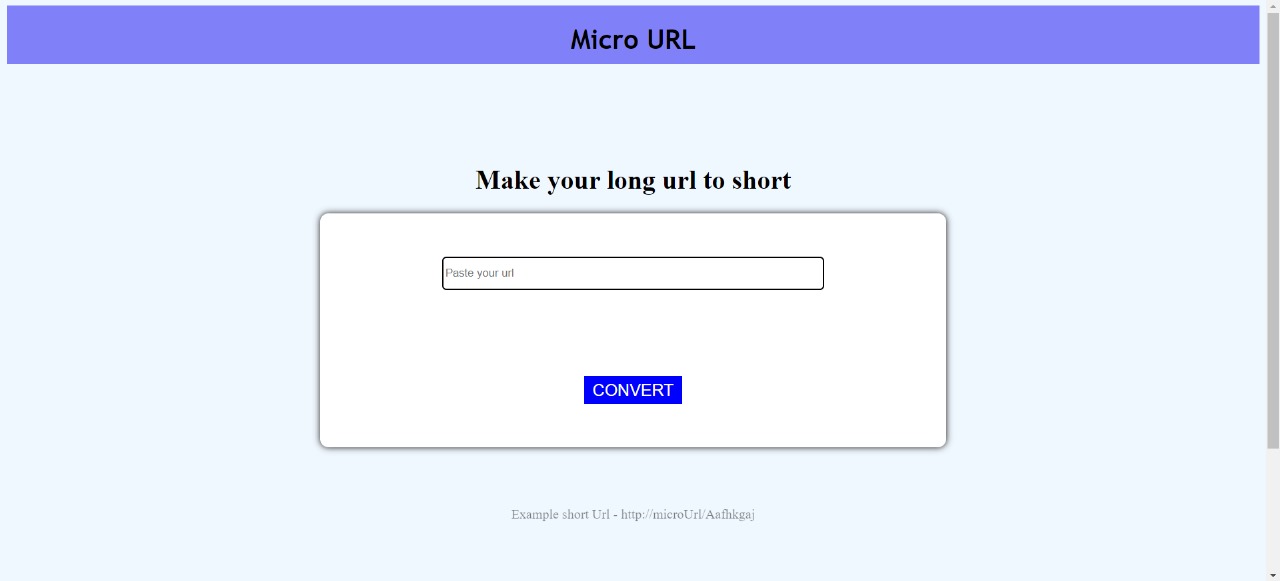 Micro URL
Make your long url to short
Paste your url
CONVERT
Example short Url - http://microUrl/Aafhkgaj